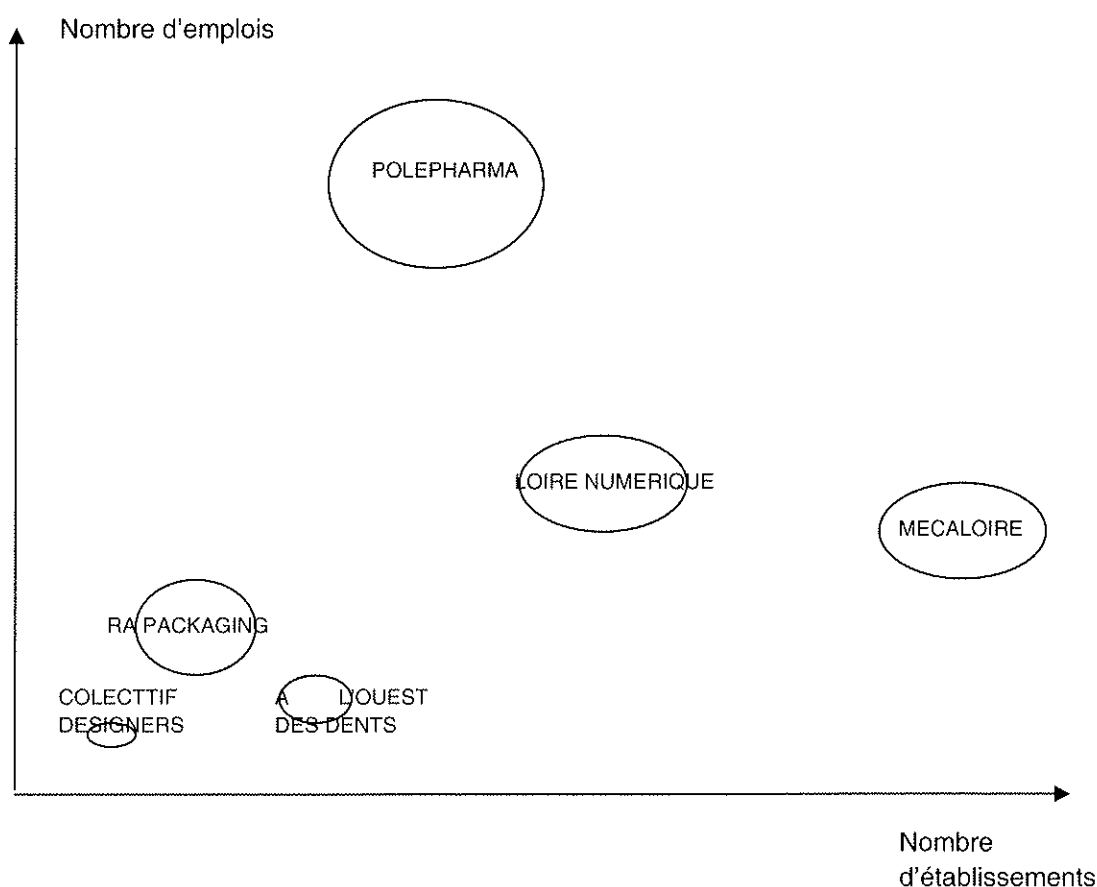 Nombre d'emplois
POLEPHARMA
LOIRE NUMERIQUE
MECALOIRE
RA PACKAGING
COLECTTIF
DESIGNERS
A L'OUEST
DES DENTS
Nombre
d'établissements